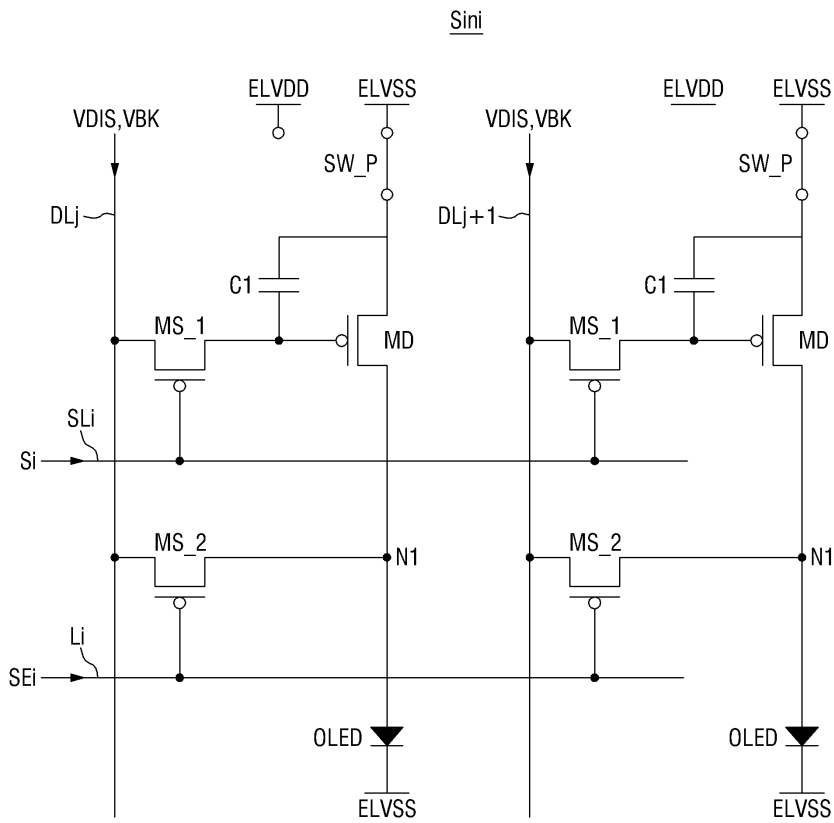 Sini
ELVDD ELVSS ELVDD ELVSS
VDIS,VBK VDIS,VBK
SW_P SW_P
DLj DLj+1
C1 C1
MS_1 MD MS_1 MD
SLi
Si
MS_2 N1 MS_2 N1
Li
SEi
OLED OLED
ELVSS ELVSS